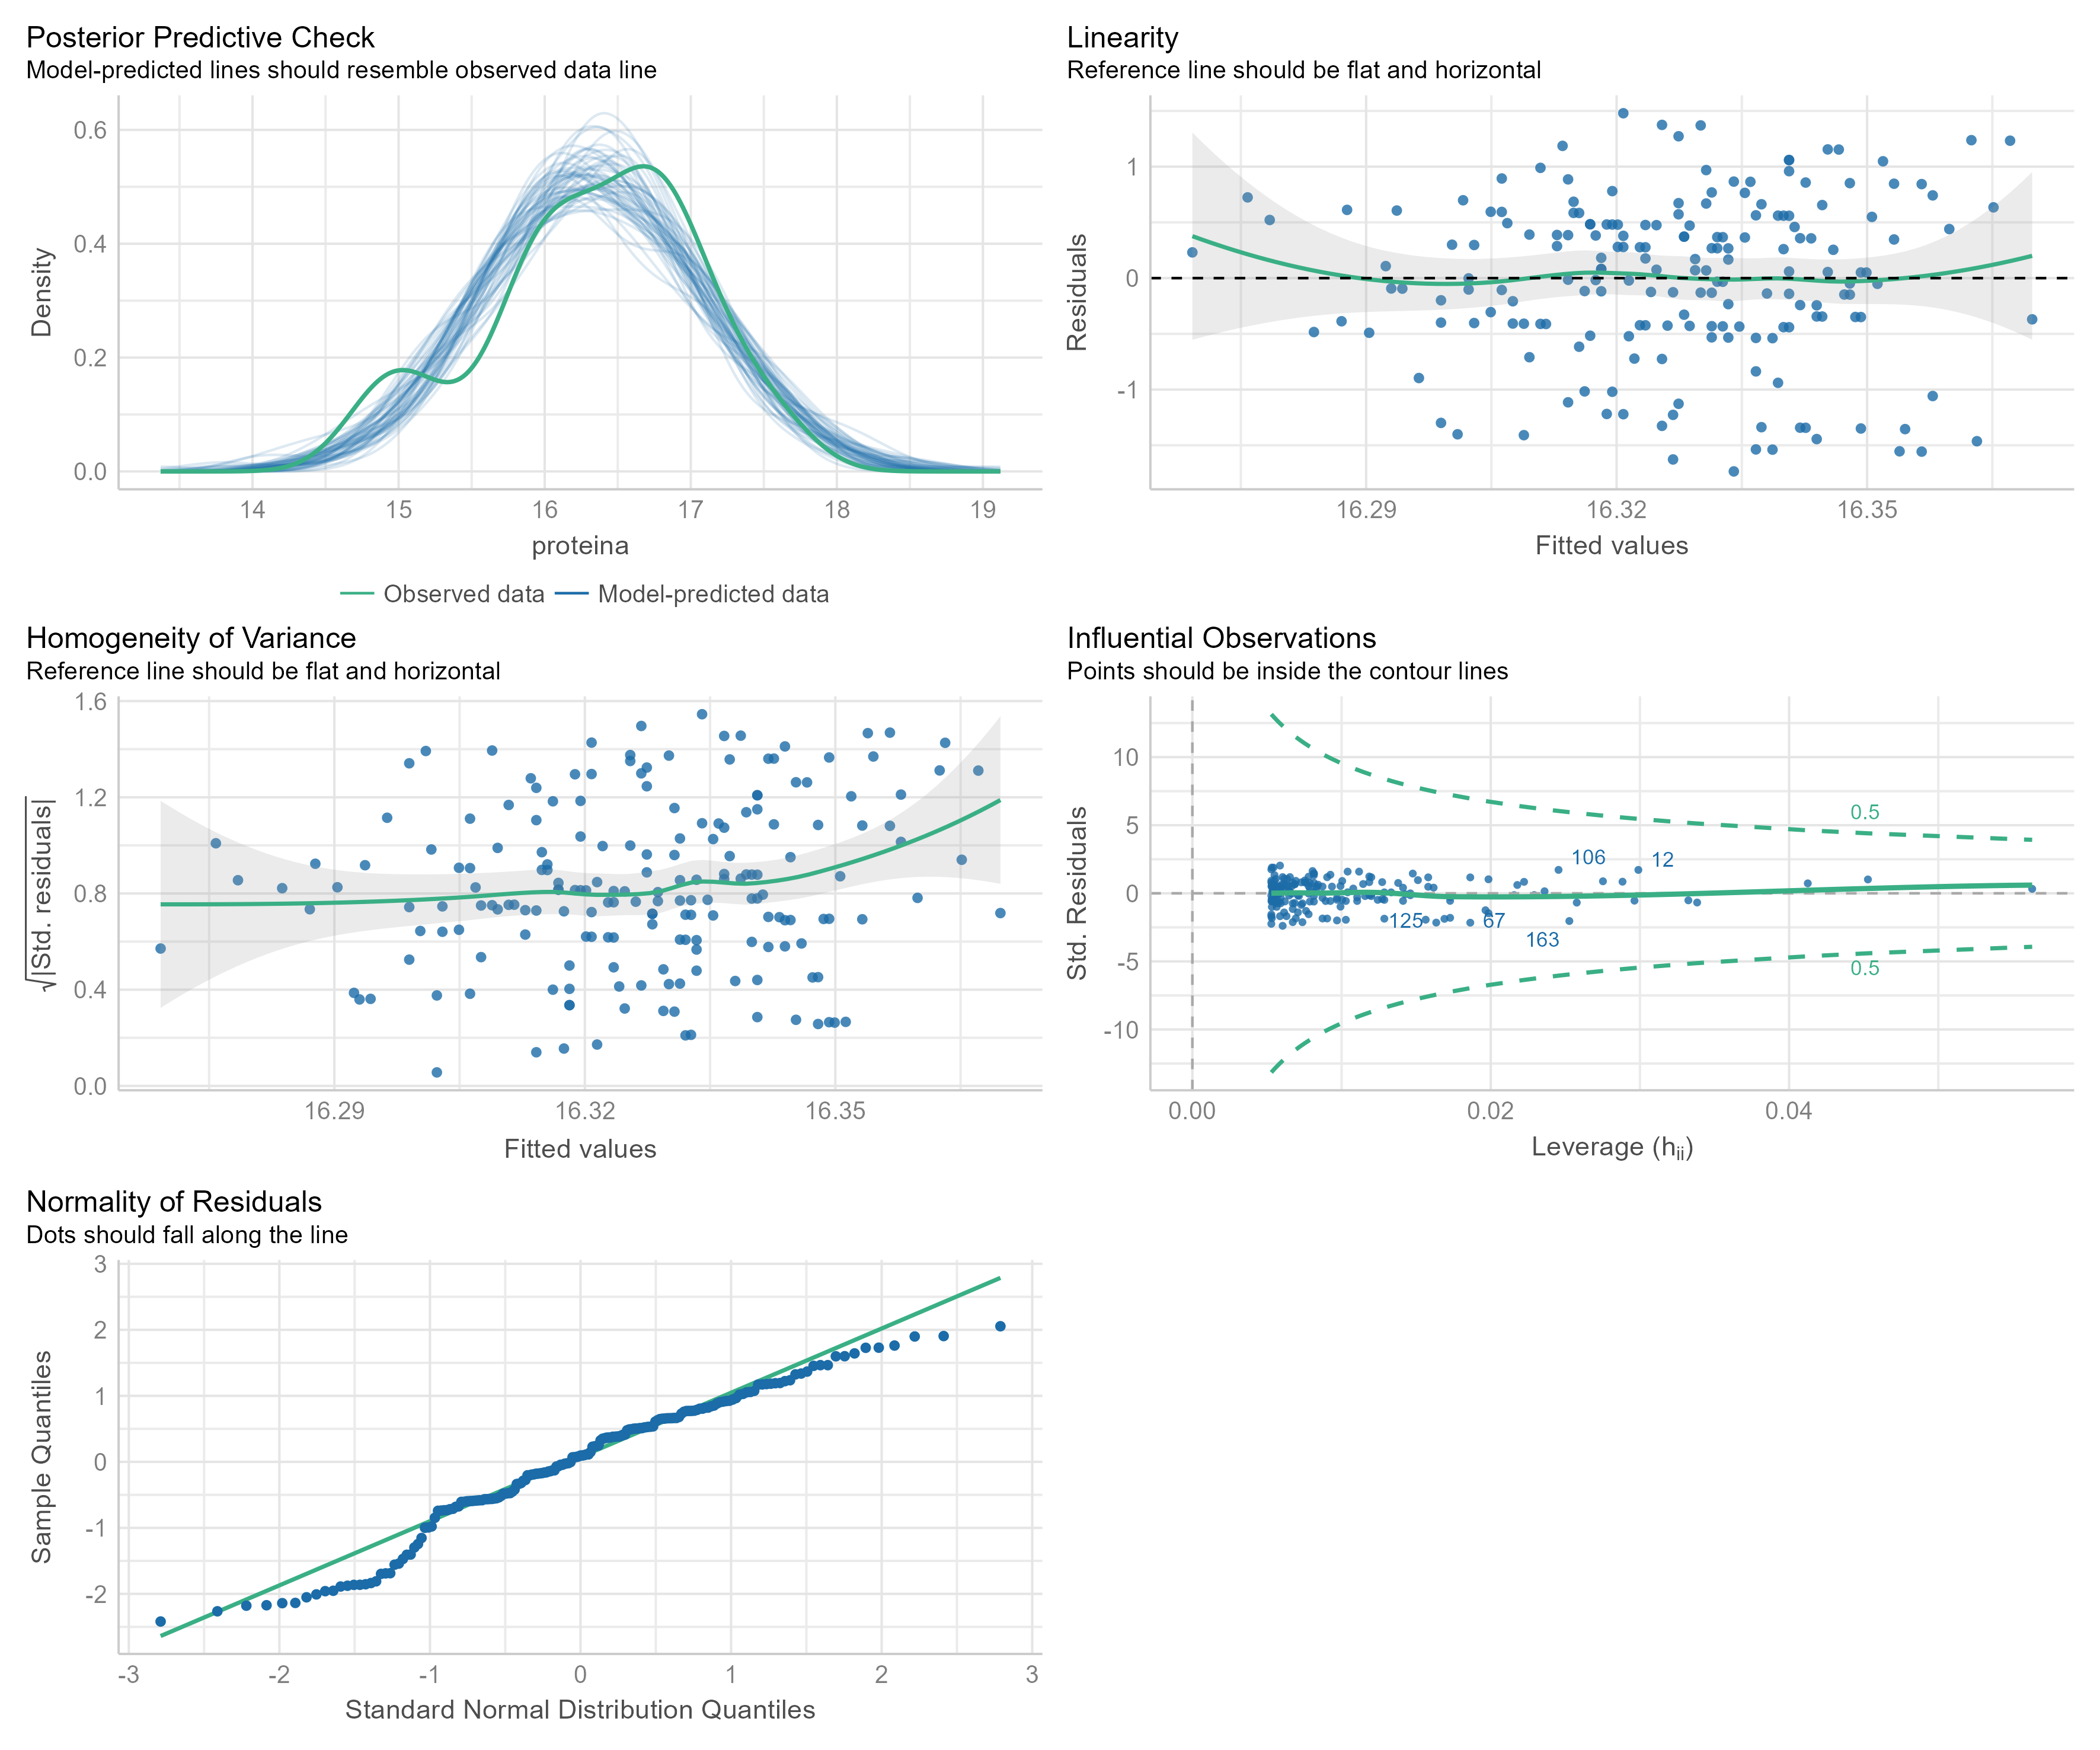 Posterior Predictive Check
Model-predicted lines should resemble observed data line
0.6
0.4
0.2
0.0
Density
14 15 16 17 18 19
proteina
Observed data Model-predicted data
Linearity
Reference line should be flat and horizontal
1
0
-1
Residuals
16.29 16.32 16.35
Fitted values
Homogeneity of Variance
Reference line should be flat and horizontal
1.6
1.2
0.8
0.4
0.0
√|Std. residuals|
16.29 16.32 16.35
Fitted values
Influential Observations
Points should be inside the contour lines
10
5
0
-5
-10
Std. Residuals
0.5
106 12
125 67
163
0.5
0.00 0.02 0.04
Leverage (hii)
Normality of Residuals
Dots should fall along the line
3
2
1
0
-1
-2
Sample Quantiles
-3 -2 -1 0 1 2 3
Standard Normal Distribution Quantiles